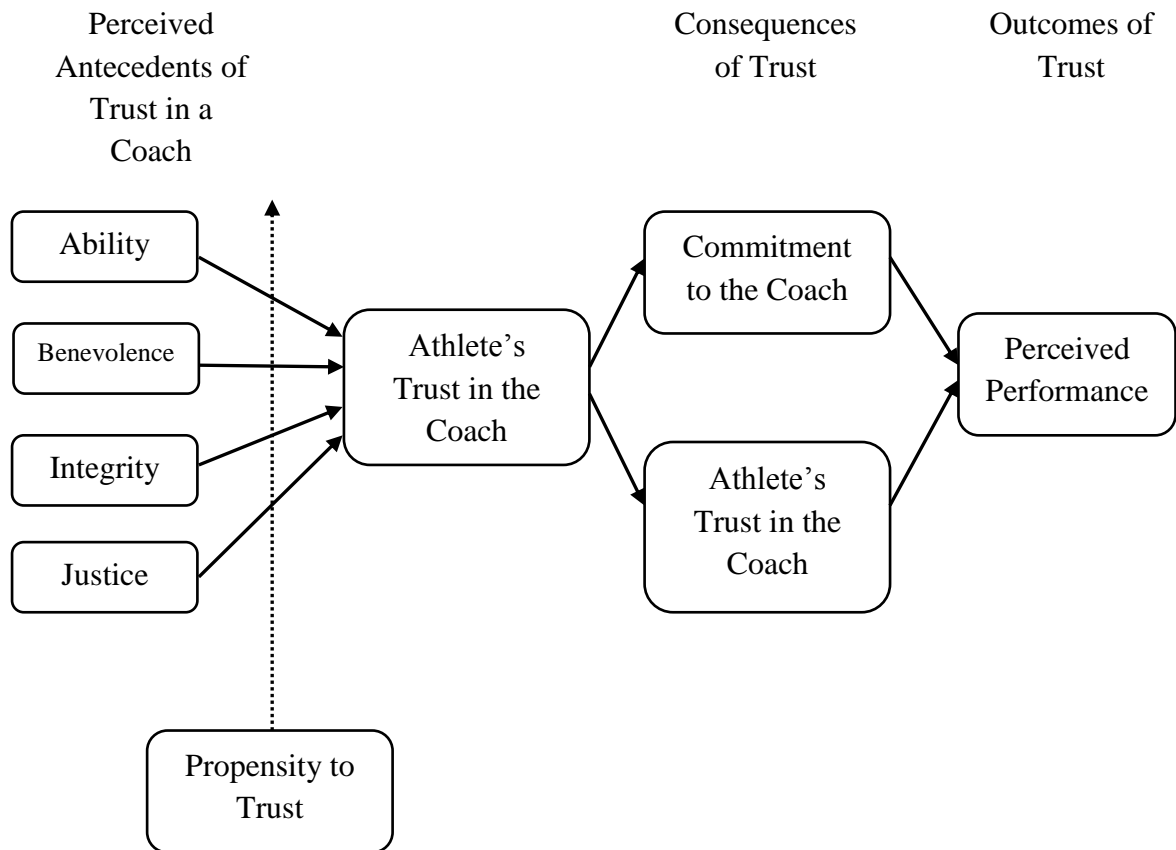 Perceived
Antecedents of
Trust in a
Coach
Consequences
of Trust
Outcomes of
Trust
Ability
Benevolence
Integrity
Justice
Athlete’s
Trust in the
Coach
Commitment
to the Coach
Athlete’s
Trust in the
Coach
Perceived
Performance
Propensity to
Trust